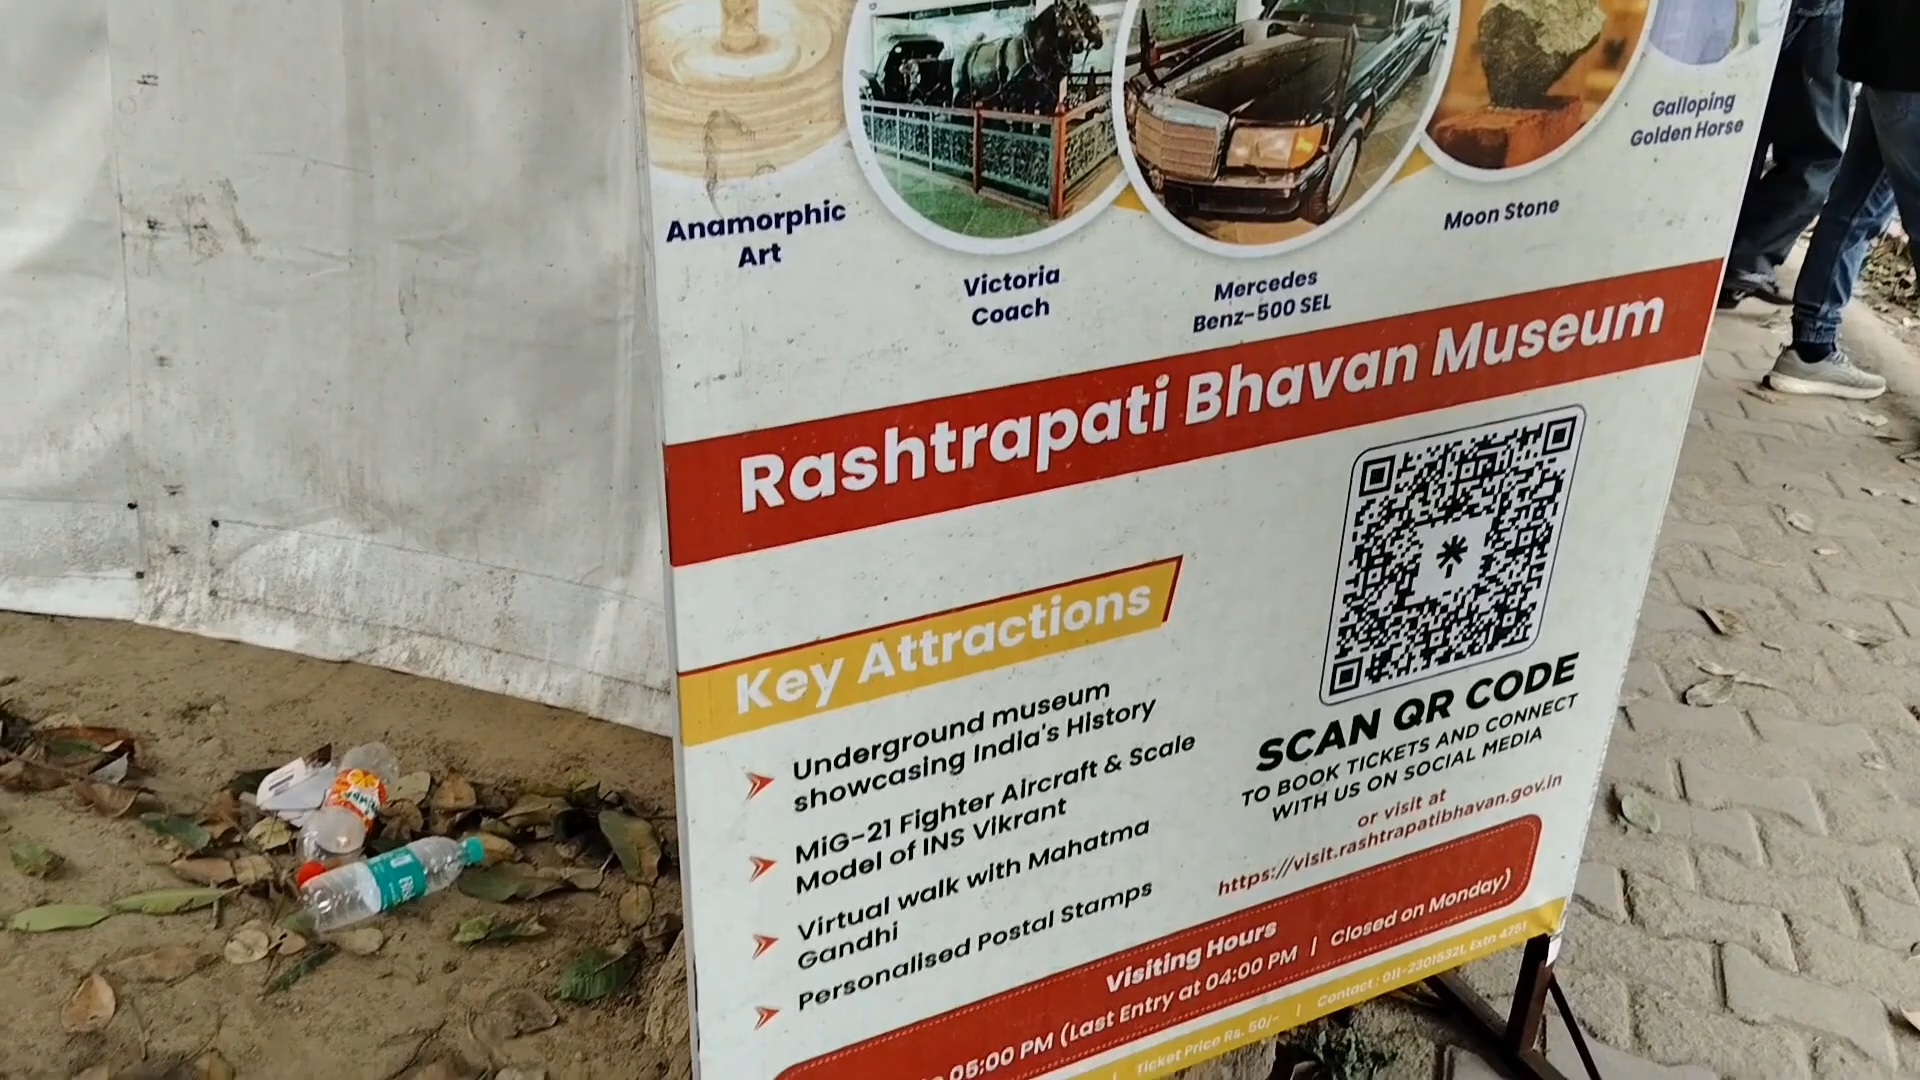 Anamorphic
Art
Victoria
Coach
Mercedes
Benz-500 SEL
Moon Stone
Galloping
Golden Horse
Rashtrapati Bhavan Museum
Key Attractions
Underground museum
showcasing India's History
MiG-21 Fighter Aircraft & Scale
Model of INS Vikrant
Virtual walk with Mahatma
Gandhi
Personalised Postal Stamps
SCAN QR CODE
TO BOOK TICKETS AND CONNECT
WITH US ON SOCIAL MEDIA
or visit at
https://visit.rashtrapatibhavan.gov.in
Visiting Hours
05:00 PM (Last Entry at 04:00 PM | Closed on Monday)
| Ticket Price Rs. 50/- | Contact : 011-23015321, Extn 4751